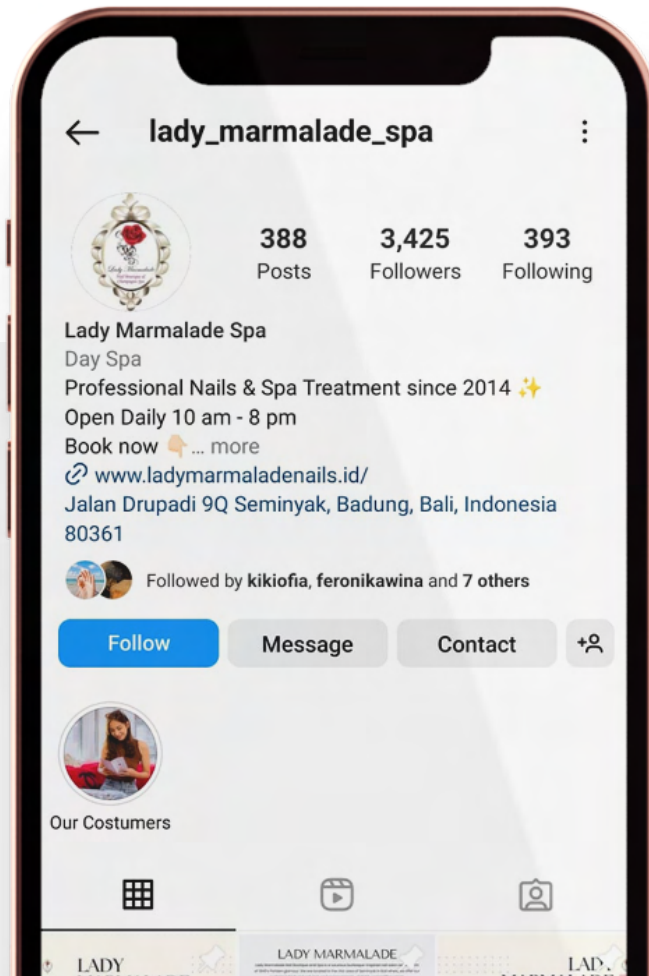 lady_marmalade_spa
Lady Marmalade
388
Posts
3,425
Followers
393
Following
Lady Marmalade Spa
Day Spa
Professional Nails & Spa Treatment since 2014 ✨
Open Daily 10 am - 8 pm
Book now 👇🏼... more
www.ladymarmaladenails.id/
Jalan Drupadi 9Q Seminyak, Badung, Bali, Indonesia
80361
Followed by kikiofia, feronikawina and 7 others
Follow
Message
Contact
Our Costumers
LADY
LADY MARMALADE